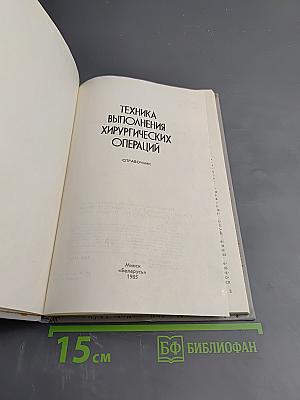 ТЕХНИКА
ВЫПОЛНЕНИЯ
ХИРУРГИЧЕСКИХ
ОПЕРАЦИЙ
СПРАВОЧНИК
Минск
«Беларусь»
1985
15 см
БФ БИБЛИОФАН